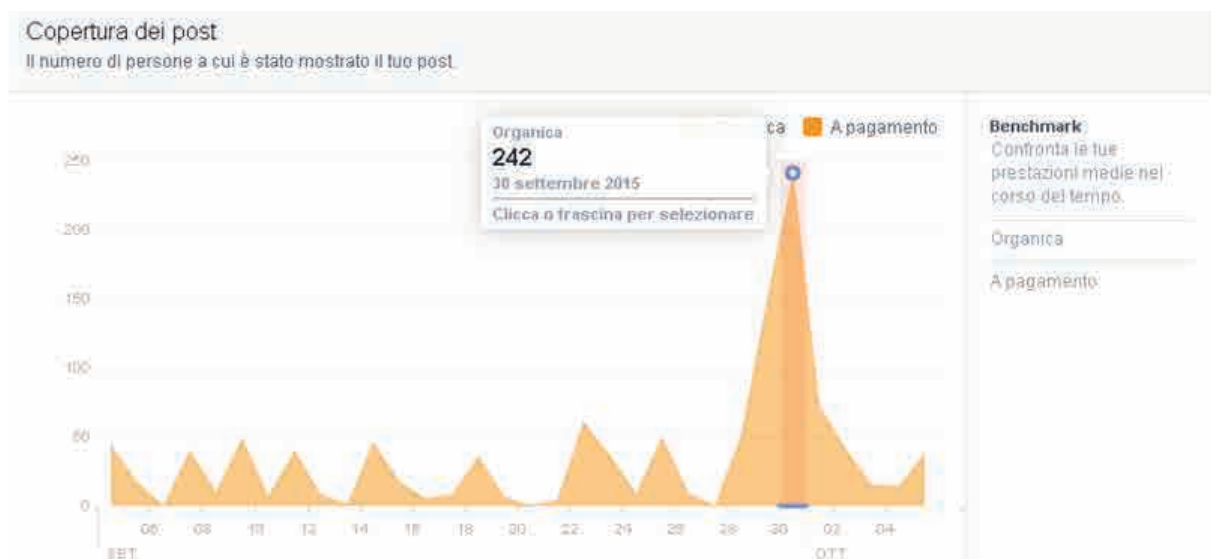 Copertura dei post
Il numero di persone a cui è stato mostrato il tuo post.
Organica
242
30 settembre 2015
Clicca o trascina per selezionare
ca A pagamento
Benchmark
Confronta le tue
prestazioni medie nel
corso del tempo.
Organica
A pagamento
250
200
150
100
50
0
06 08 10 12 14 16 18 20 22 24 26 28 30 02 04
SET OTT